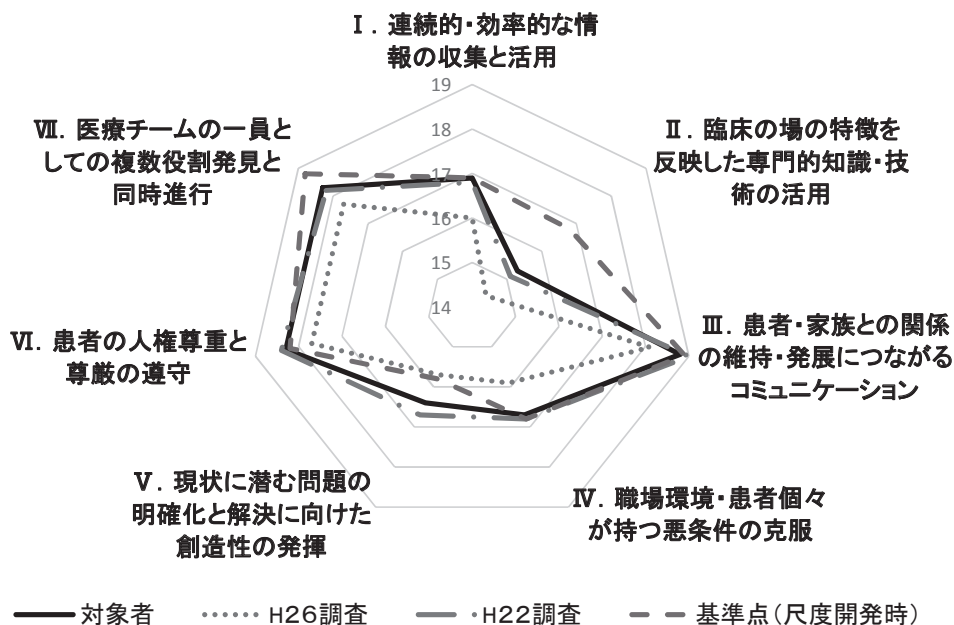 Ⅰ．連続的・効率的な情
報の収集と活用
19
18
17
16
15
14
Ⅱ．臨床の場の特徴を
反映した専門的知識・技
術の活用
Ⅲ．患者・家族との関係
の維持・発展につながる
コミュニケーション
Ⅳ．職場環境・患者個々
が持つ悪条件の克服
Ⅴ．現状に潜む問題の
明確化と解決に向けた
創造性の発揮
Ⅵ．患者の人権尊重と
尊厳の遵守
Ⅶ．医療チームの一員と
しての複数役割発見と
同時進行
対象者 H26調査 H22調査 基準点（尺度開発時）